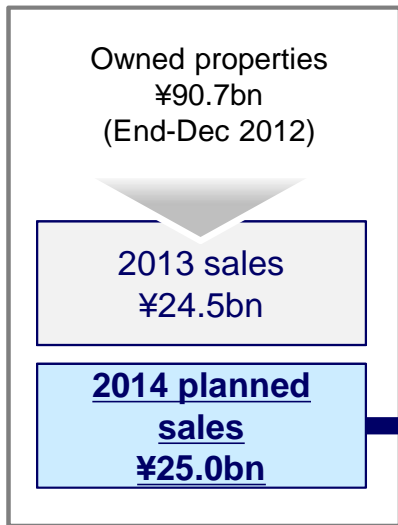 Owned properties
¥90.7bn
(End-Dec 2012)
2013 sales
¥24.5bn
2014 planned
sales
¥25.0bn